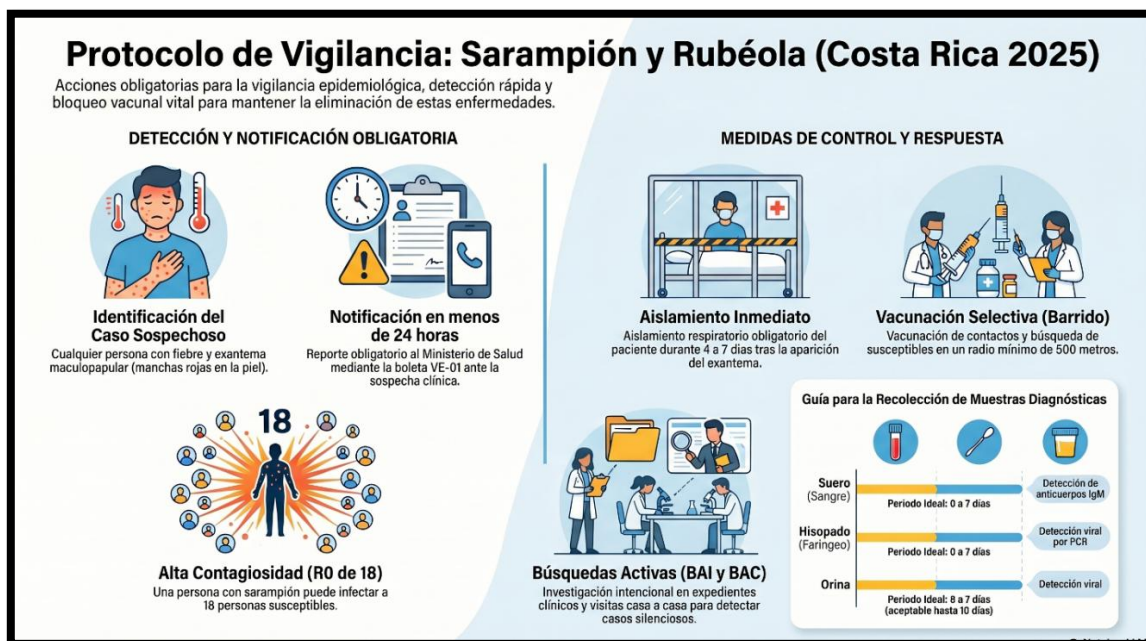 Protocolo de Vigilancia: Sarampión y Rubéola (Costa Rica 2025)
Acciones obligatorias para la vigilancia epidemiológica, detección rápida y
bloqueo vacunal vital para mantener la eliminación de estas enfermedades.
DETECCIÓN Y NOTIFICACIÓN OBLIGATORIA
Identificación del
Caso Sospechoso
Cualquier persona con fiebre y exantema
maculopapular (manchas rojas en la piel).
Notificación en menos
de 24 horas
Reporte obligatorio al Ministerio de Salud
mediante la boleta VE-01 ante la
sospecha clínica.
18
Alta Contagiosidad (R0 de 18)
Una persona con sarampión puede infectar a
18 personas susceptibles.
MEDIDAS DE CONTROL Y RESPUESTA
Aislamiento Inmediato
Aislamiento respiratorio obligatorio del
paciente durante 4 a 7 dias tras la aparición
del exantema.
Vacunación Selectiva (Barrido)
Vacunación de contactos y búsqueda de
susceptibles en un radio mínimo de 500 metros.
Búsquedas Activas (BAI y BAC)
Investigación intencional en expedientes
clínicos y visitas casa a casa para detectar
casos silenciosos.
Guía para la Recolección de Muestras Diagnósticas
Suero
(Sangre)
Periodo Ideal: 0 a 7 días
Detección de
anticuerpos IgM
Hisopado
(Faringeo)
Periodo Ideal: 0 a 7 días
Detección viral
por PCR
Orina
Periodo Ideal: 8 a 7 días
(aceptable hasta 10 días)
Detección viral